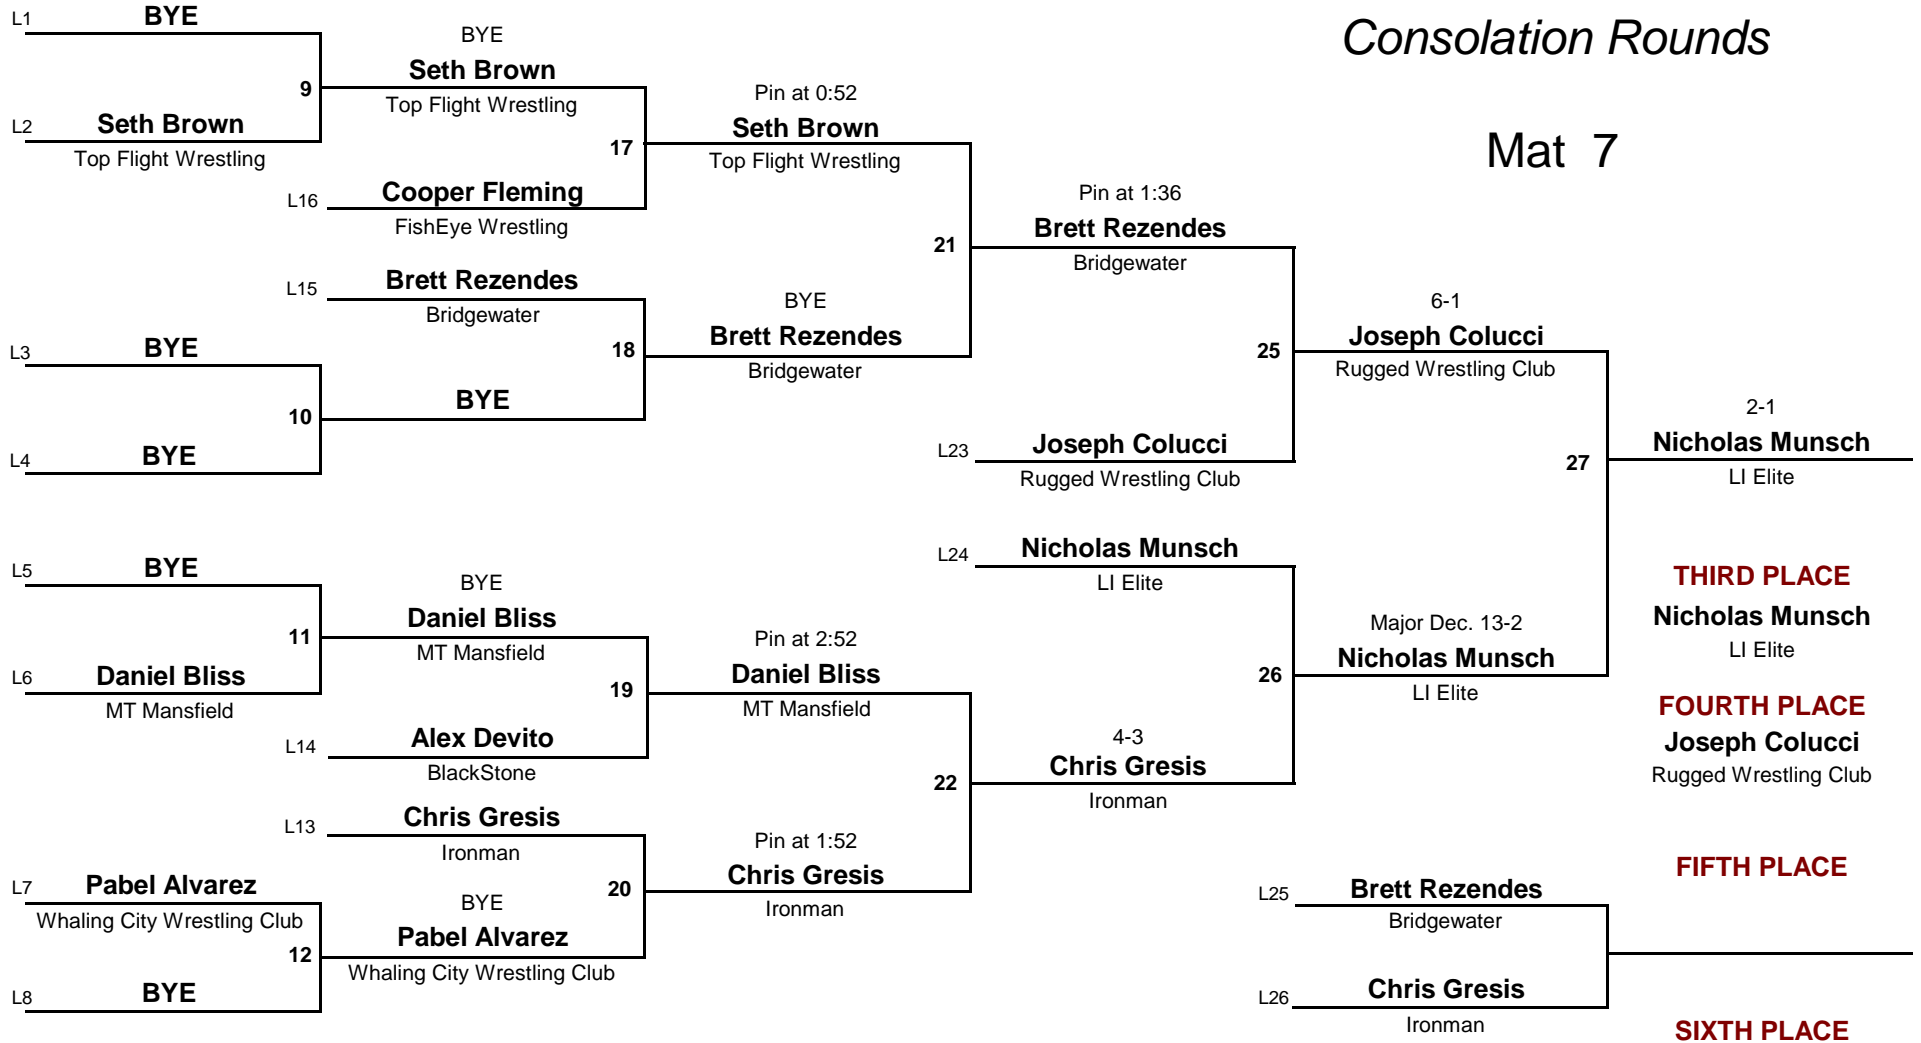 Consolation Rounds
Mat 7
L1 BYE
9
L2 Seth Brown
Top Flight Wrestling
L3 BYE
10
L4 BYE
L5 BYE
11
L6 Daniel Bliss
MT Mansfield
L7 Pabel Alvarez
Whaling City Wrestling Club
12
L8 BYE
BYE
Seth Brown
Top Flight Wrestling
17
L16 Cooper Fleming
FishEye Wrestling
L15 Brett Rezendes
Bridgewater
18
BYE
BYE
Daniel Bliss
MT Mansfield
19
L14 Alex Devito
BlackStone
L13 Chris Gresis
Ironman
20
BYE
Pabel Alvarez
Whaling City Wrestling Club
Pin at 0:52
Seth Brown
Top Flight Wrestling
21
BYE
Brett Rezendes
Bridgewater
Pin at 2:52
Daniel Bliss
MT Mansfield
22
Pin at 1:52
Chris Gresis
Ironman
Pin at 1:36
Brett Rezendes
Bridgewater
25
L23 Joseph Colucci
Rugged Wrestling Club
L24 Nicholas Munsch
LI Elite
26
4-3
Chris Gresis
Ironman
6-1
Joseph Colucci
Rugged Wrestling Club
27
Major Dec. 13-2
Nicholas Munsch
LI Elite
2-1
Nicholas Munsch
LI Elite
THIRD PLACE
Nicholas Munsch
LI Elite
FOURTH PLACE
Joseph Colucci
Rugged Wrestling Club
L25 Brett Rezendes
Bridgewater
L26 Chris Gresis
Ironman
FIFTH PLACE
SIXTH PLACE